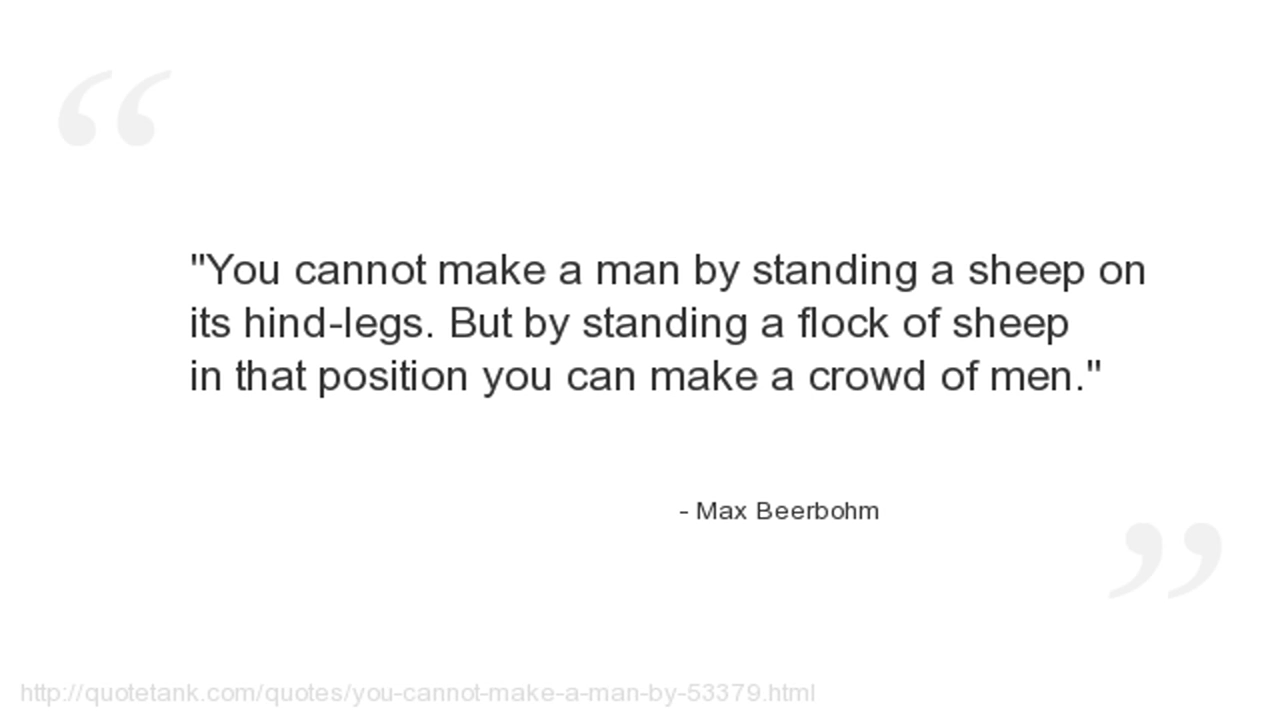 "You cannot make a man by standing a sheep on
its hind-legs. But by standing a flock of sheep
in that position you can make a crowd of men."
- Max Beerbohm
http://quotetank.com/quotes/you-cannot-make-a-man-by-53379.html